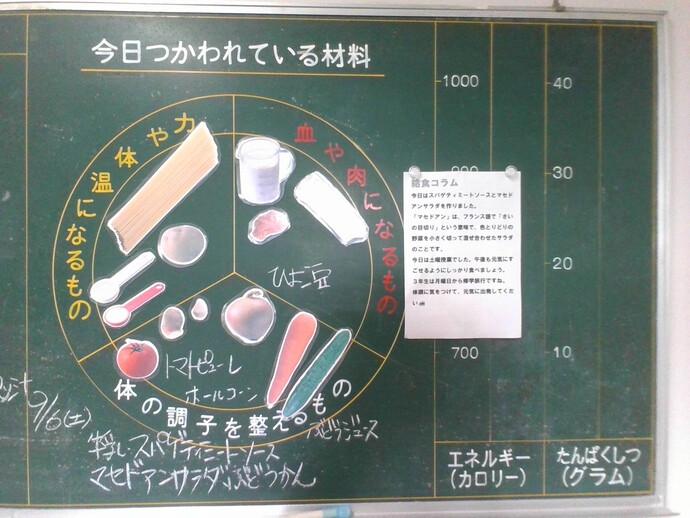 今日つかわれている材料
力や体温になるもの
血や肉になるもの
体の調子を整えるもの
ひよこ豆
トマトピューレ
ホールコーン
ぶどうジュース
9/6(土)
スパゲティミートソース
マセドアンサラダ ぶどうかん
給食コラム
今日はスパゲティミートソースとマセド
アンサラダを作りました。
「マセドアン」は、フランス語で「さい
の目切り」という意味で、色とりどりの
野菜を小さく切って混ぜ合わせたサラダ
のことです。
今日は土曜授業でした。午後も元気にす
ごせるようにしっかり食べましょう。
3年生は月曜日から修学旅行ですね。
体調に気をつけて、元気に出発してくだ
い
1000
700
エネルギー
(カロリー)
40
30
20
10
たんぱくしつ
(グラム)